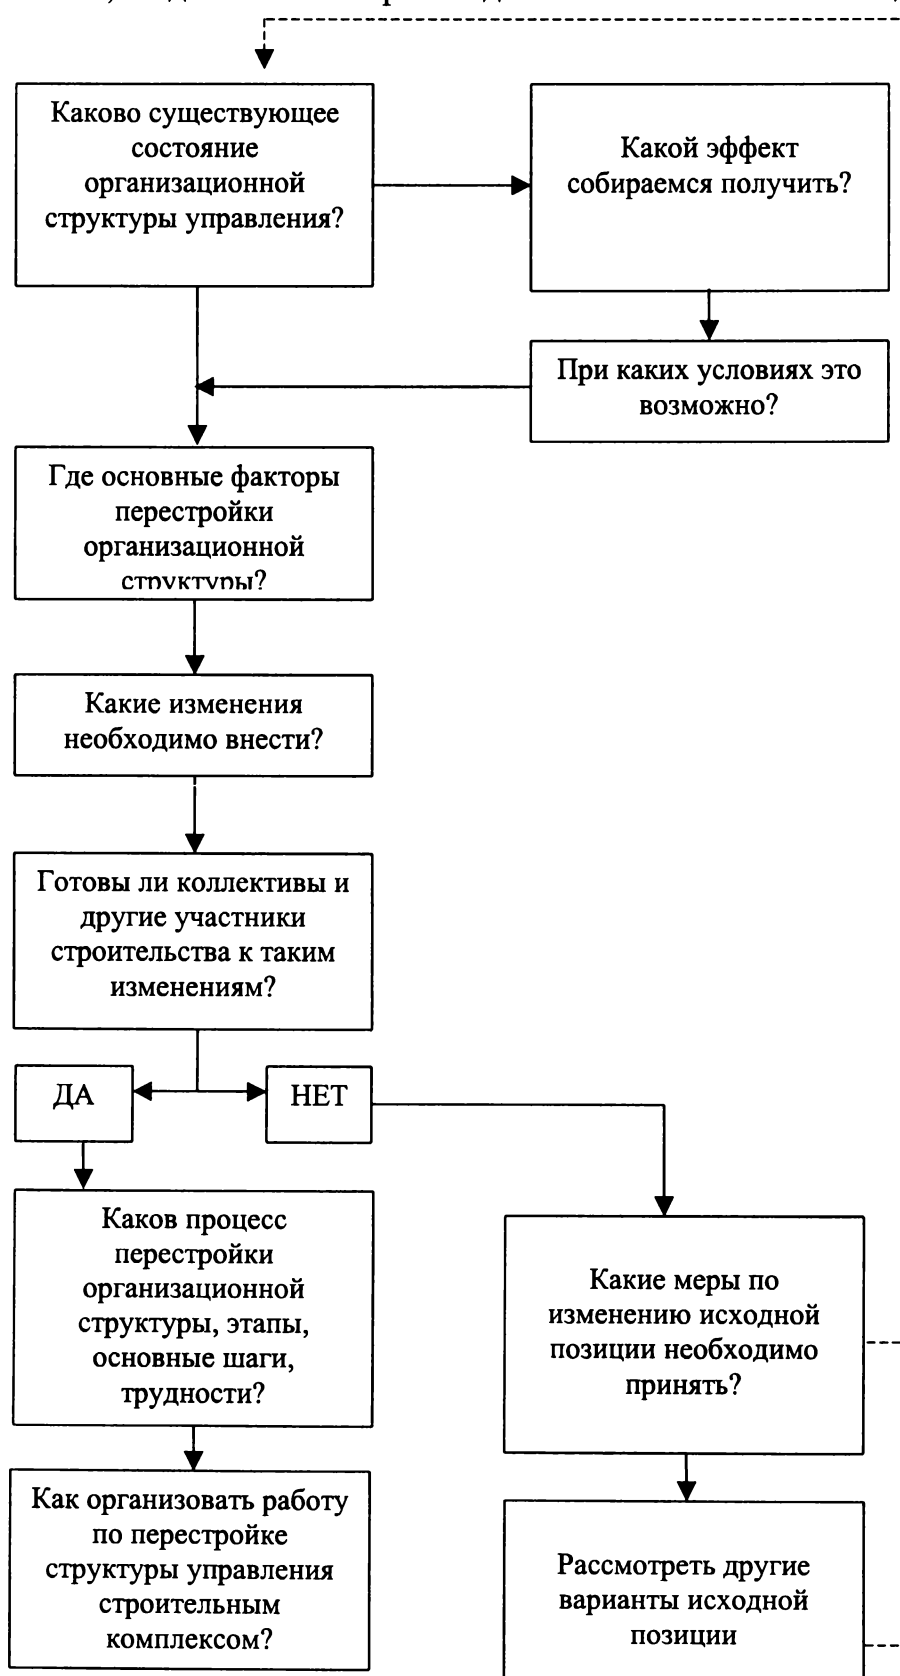 Каково существующее
состояние
организационной
структуры управления?
Какой эффект
собираемся получить?
При каких условиях это
возможно?
Где основные факторы
перестройки
организационной
структуры?
Какие изменения
необходимо внести?
Готовы ли коллективы и
другие участники
строительства к таким
изменениям?
ДА
НЕТ
Каков процесс
перестройки
организационной
структуры, этапы,
основные шаги,
трудности?
Какие меры по
изменению исходной
позиции необходимо
принять?
Как организовать работу
по перестройке
структуры управления
строительным
комплексом?
Рассмотреть другие
варианты исходной
позиции